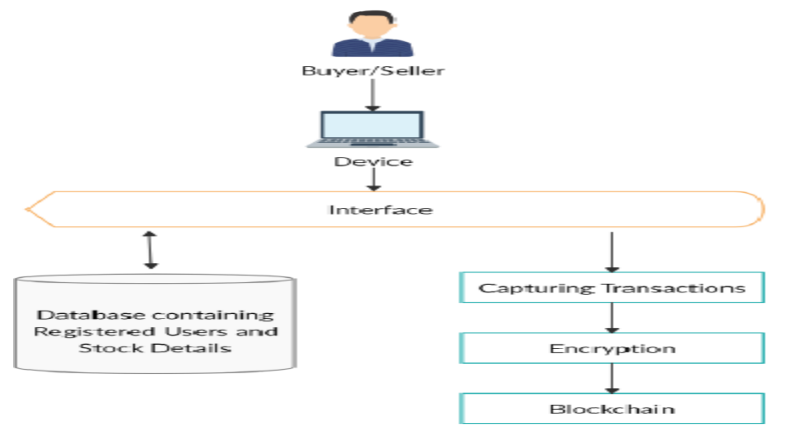 Buyer/Seller
Device
Interface
Database containing
Registered Users and
Stock Details
Capturing Transactions
Encryption
Blockchain